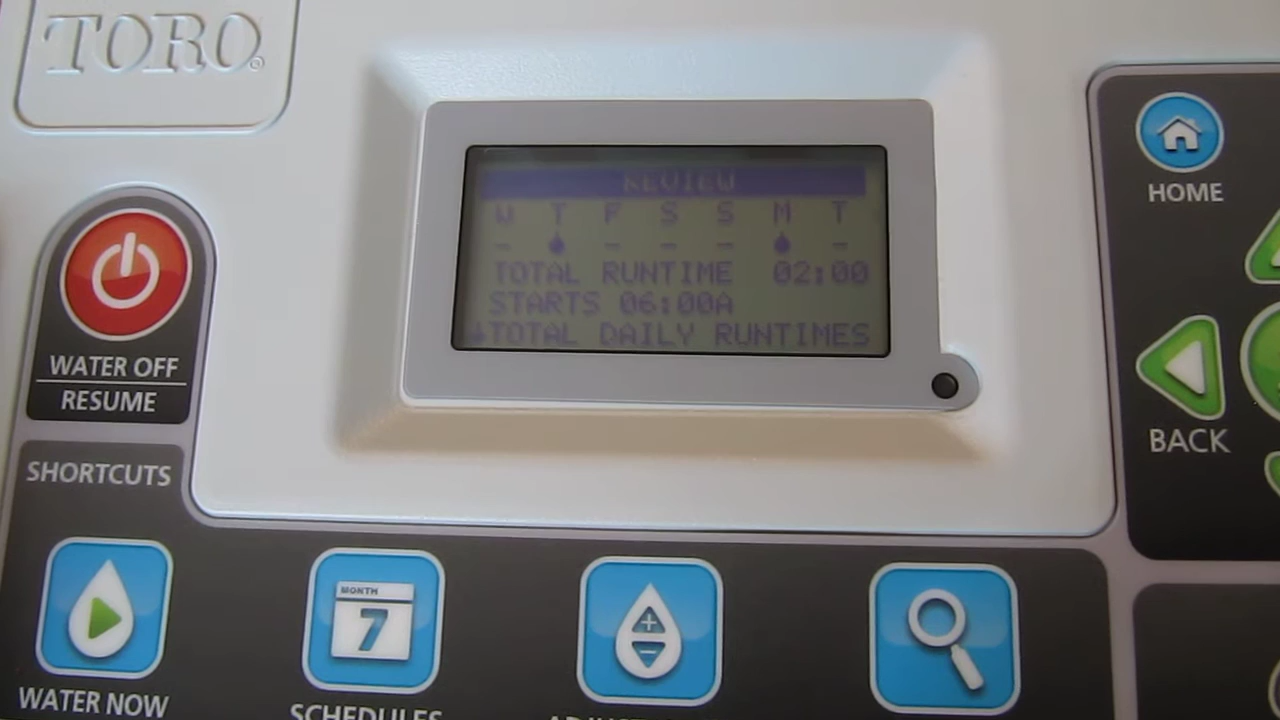 TORO®
REVIEW
W T F S S M T
TOTAL RUNTIME 02:00
STARTS 06:00A
TOTAL DAILY RUNTIMES
HOME
BACK
WATER OFF
RESUME
SHORTCUTS
MONTH
7
WATER NOW
SCHEDULES